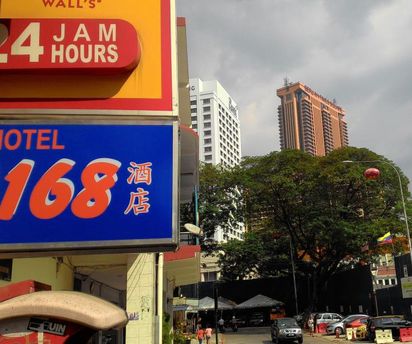 WALL'S
24 JAM
HOURS
HOTEL
168 酒店